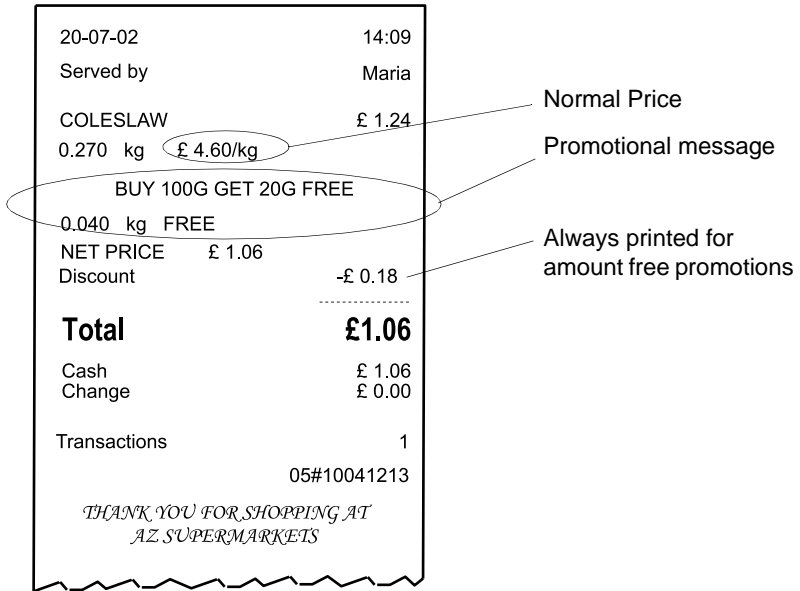 20-07-02 14:09
Served by Maria
COLESLAW £ 1.24
0.270 kg £ 4.60/kg
BUY 100G GET 20G FREE
0.040 kg FREE
NET PRICE £ 1.06
Discount -£ 0.18
--------------
Total £1.06
Cash £ 1.06
Change £ 0.00
Transactions 1
05#10041213
THANK YOU FOR SHOPPING AT
AZ SUPERMARKETS
Normal Price
Promotional message
Always printed for
amount free promotions